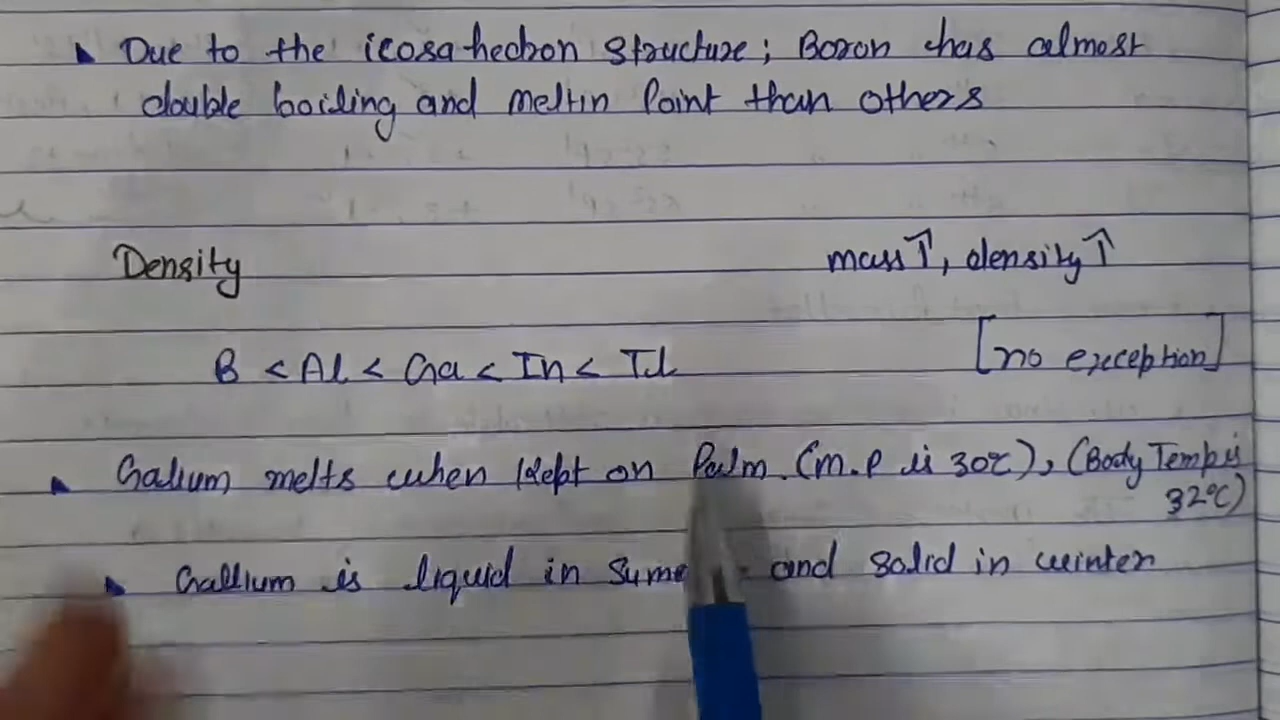 Due to the icosahedron structure; Boron has almost
double boiling and meltin Point than others
Density mass↑, density↑
B < Al < Ga < In < Tl [no exception]
Galium melts when kept on Palm. (m.p is 30℃), (Body Temp is
32℃)
Gallium is liquid in and solid in winter